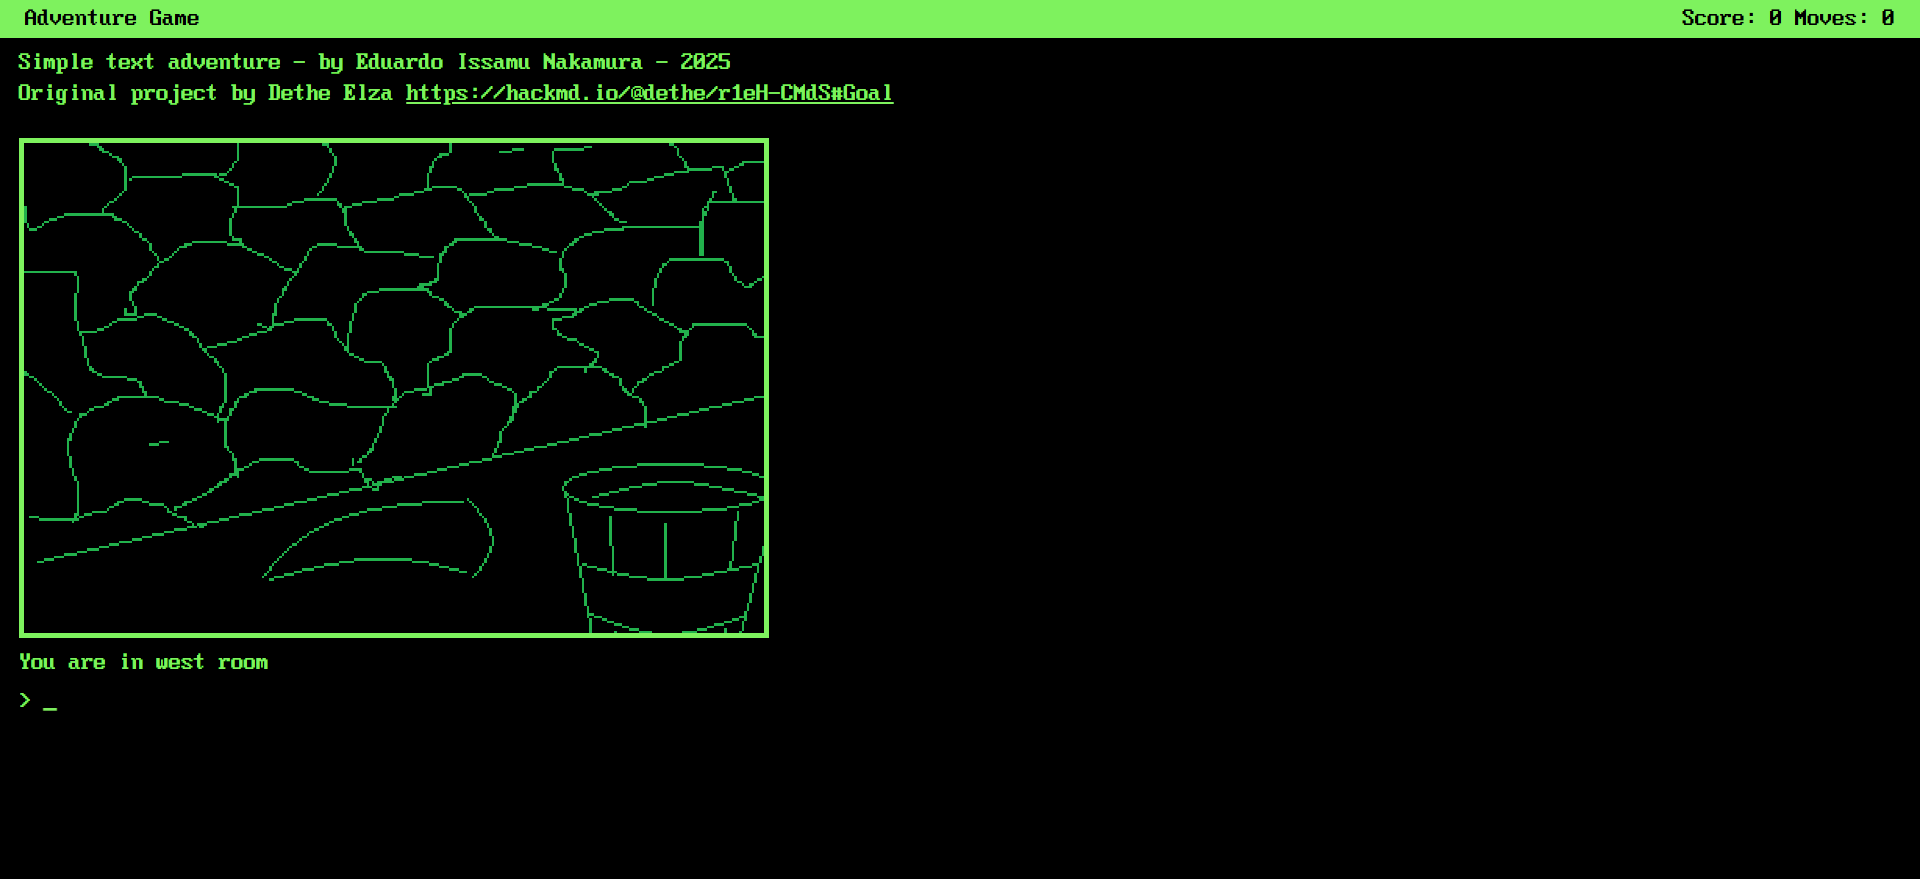 Adventure Game
Score: 0 Moves: 0
Simple text adventure - by Eduardo Issamu Nakamura - 2025
Original project by Dethe Elza https://hackmd.io/@dethe/r1eH-CMdS#Goal
You are in west room
> _